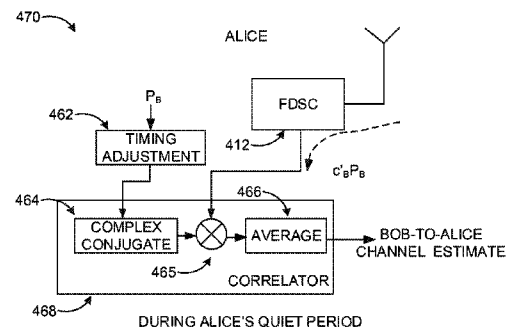 470
ALICE
462
P_B
FDSC
TIMING
ADJUSTMENT
412
c'_B P_B
464
466
COMPLEX
CONJUGATE
AVERAGE
BOB-TO-ALICE
CHANNEL ESTIMATE
465
CORRELATOR
468
DURING ALICE'S QUIET PERIOD